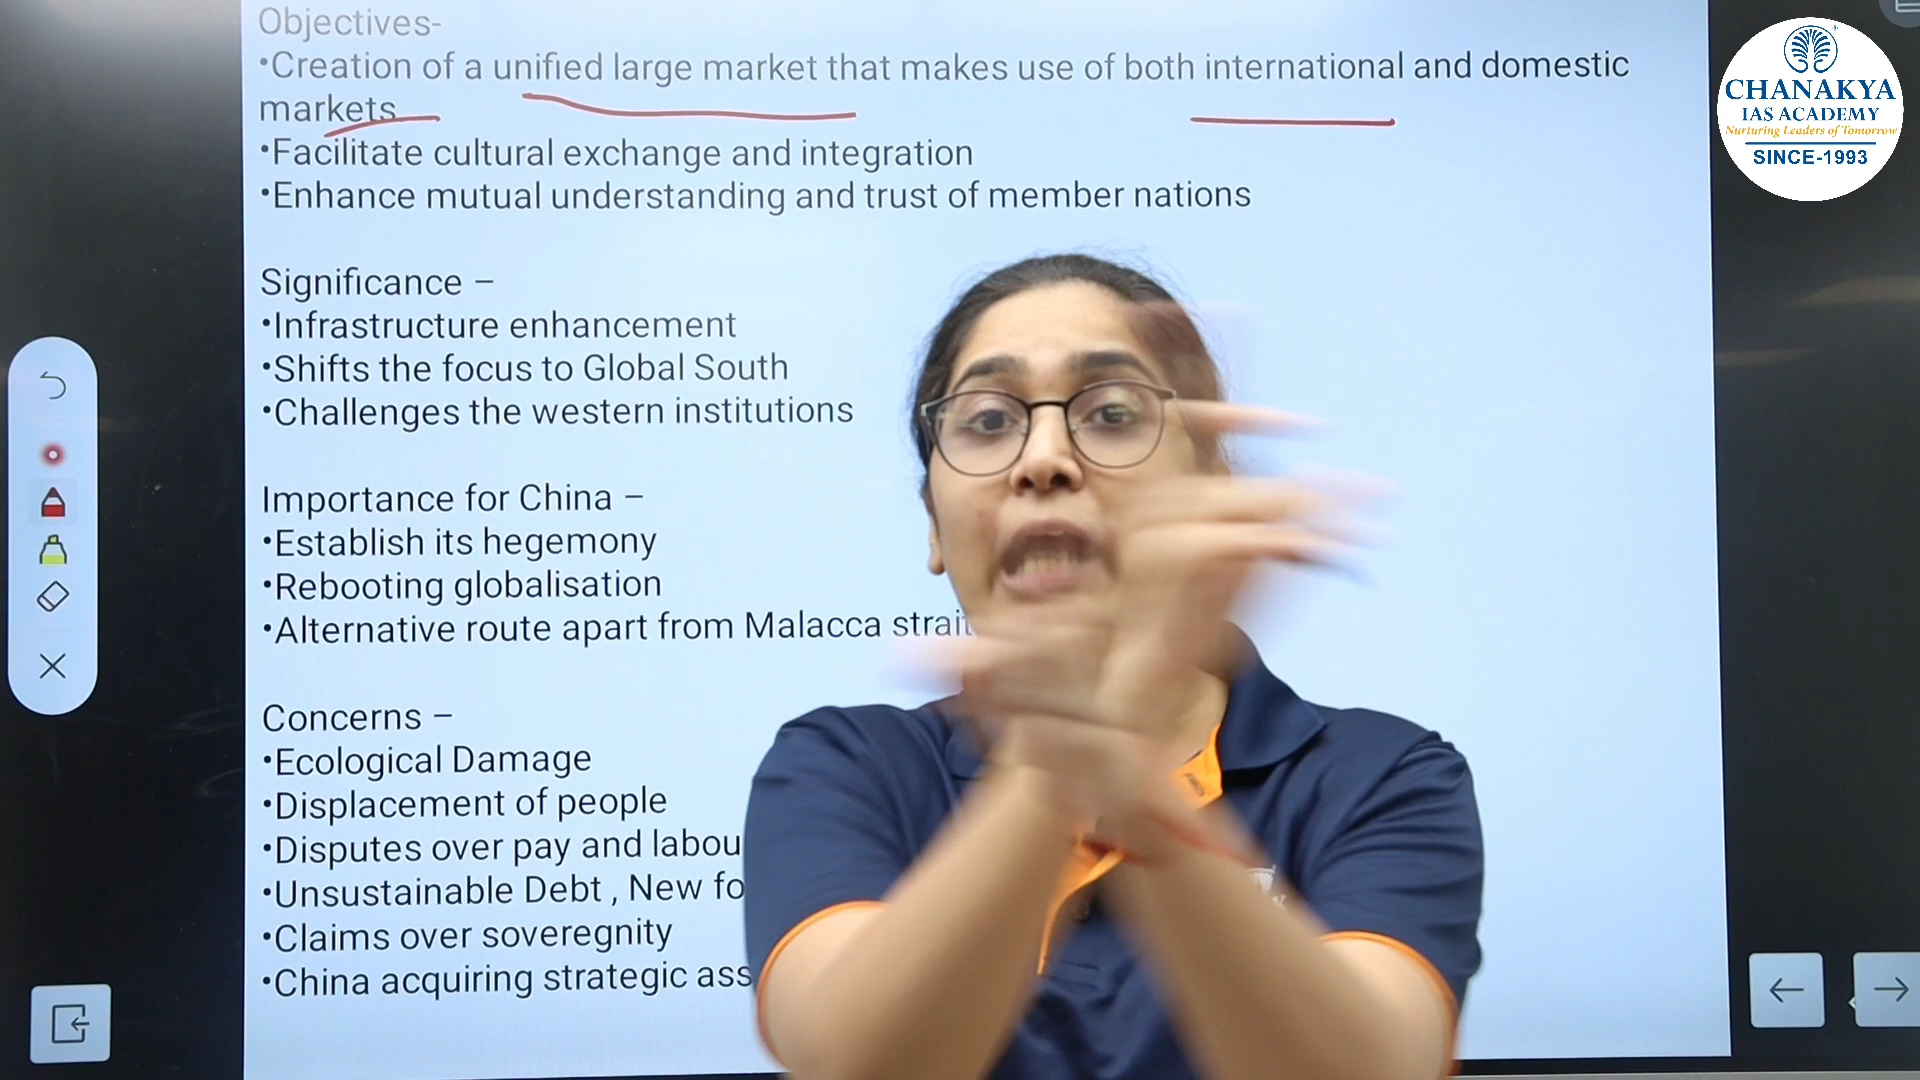 Objectives-
•Creation of a unified large market that makes use of both international and domestic
markets
•Facilitate cultural exchange and integration
•Enhance mutual understanding and trust of member nations
Significance –
•Infrastructure enhancement
•Shifts the focus to Global South
•Challenges the western institutions
Importance for China –
•Establish its hegemony
•Rebooting globalisation
•Alternative route apart from Malacca strait
Concerns –
•Ecological Damage
•Displacement of people
•Disputes over pay and labou
•Unsustainable Debt , New fo
•Claims over soveregnity
•China acquiring strategic ass
CHANAKYA
IAS ACADEMY
Nurturing Leaders of Tomorrow
SINCE-1993